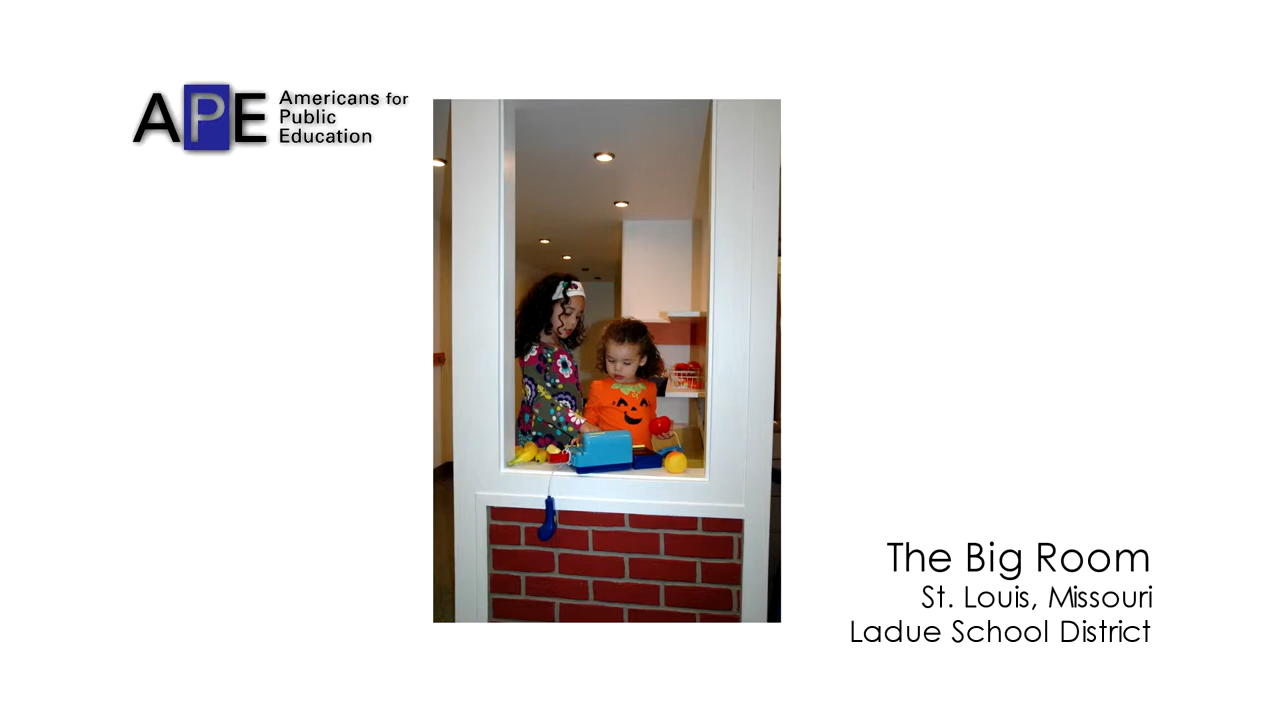 APE
Americans for
Public
Education
The Big Room
St. Louis, Missouri
Ladue School District